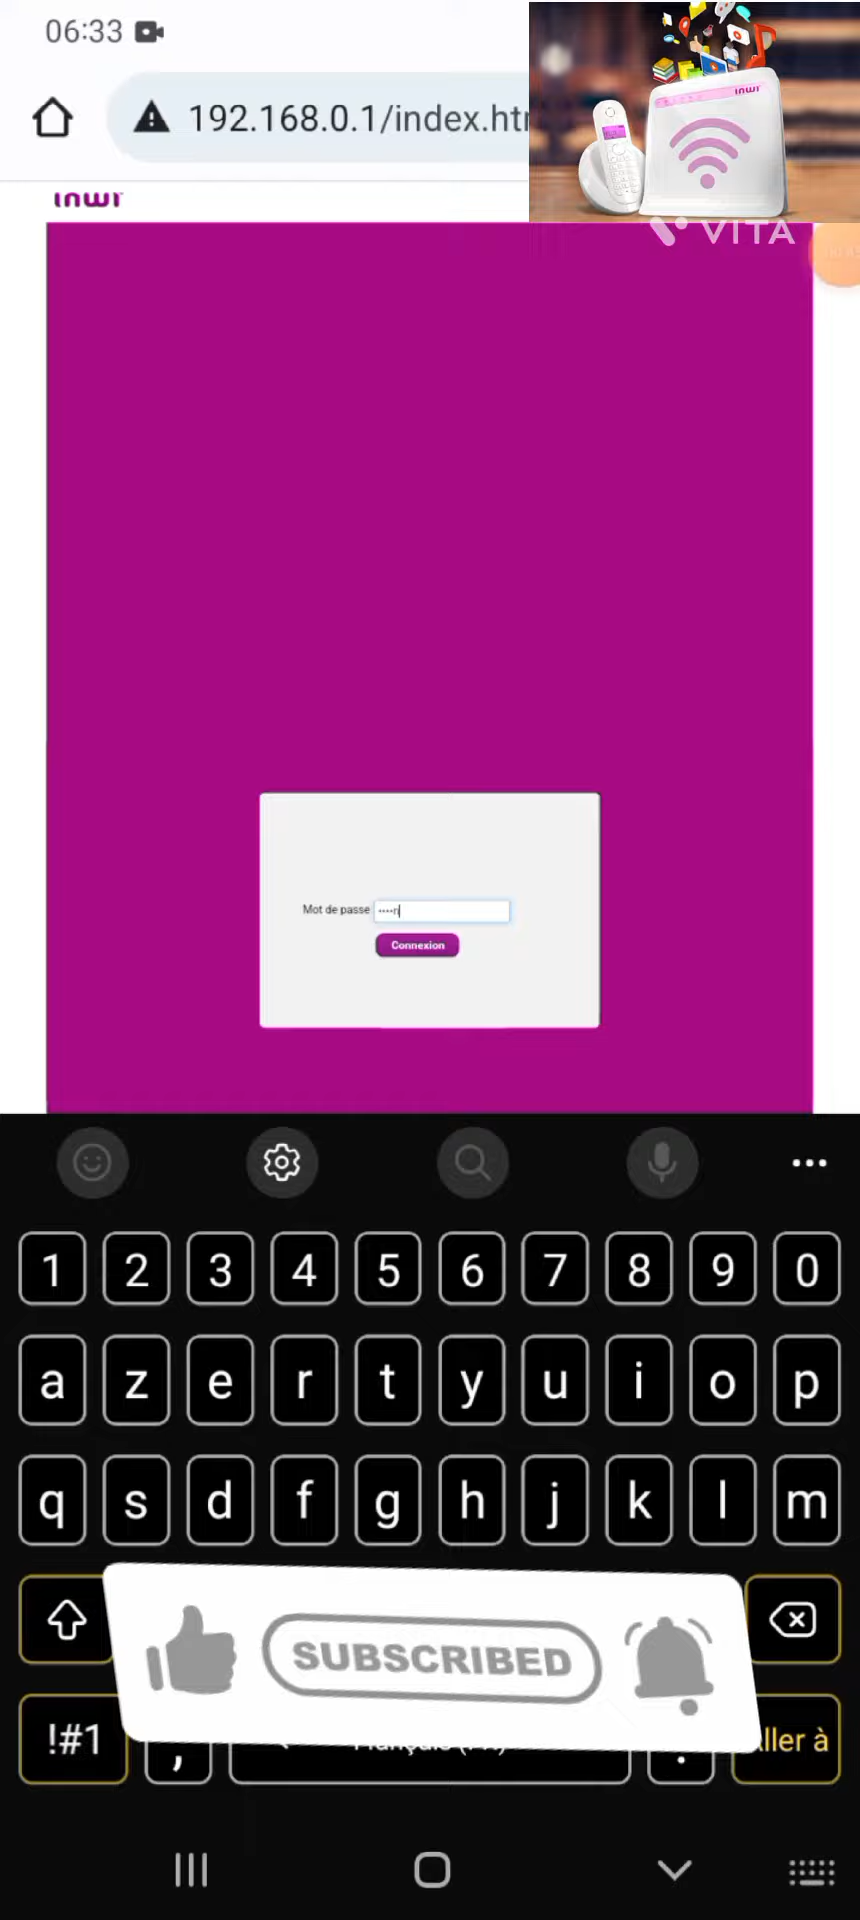 06:33
192.168.0.1/index.htm
inwi
inwi
VITA
Mot de passe ····n
Connexion
1 2 3 4 5 6 7 8 9 0
a z e r t y u i o p
q s d f g h j k l m
SUBSCRIBED
!#1 , . ller à